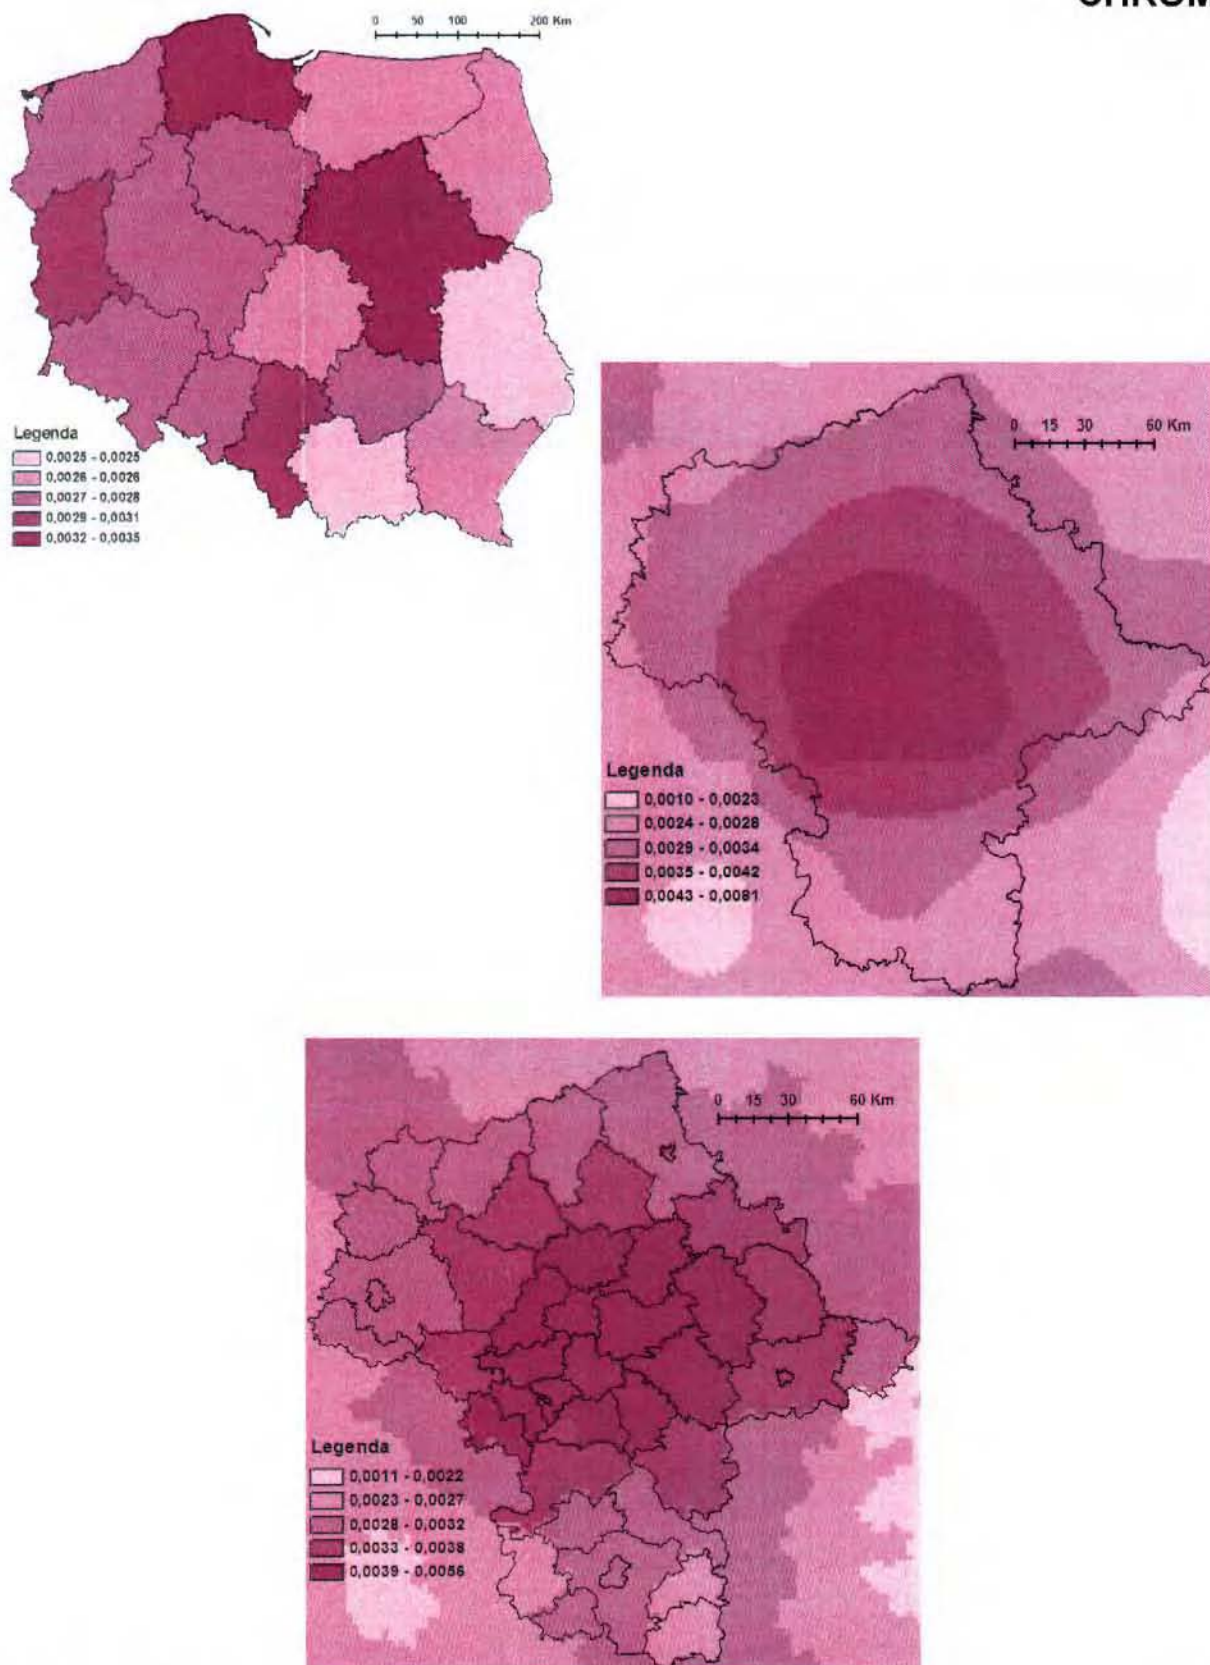 CHROM
0 50 100 200 Km
Legenda
0,0025 - 0,0025
0,0026 - 0,0026
0,0027 - 0,0028
0,0029 - 0,0031
0,0032 - 0,0035
0 15 30 60 Km
Legenda
0,0010 - 0,0023
0,0024 - 0,0028
0,0029 - 0,0034
0,0035 - 0,0042
0,0043 - 0,0081
0 15 30 60 Km
Legenda
0,0011 - 0,0022
0,0023 - 0,0027
0,0028 - 0,0032
0,0033 - 0,0038
0,0039 - 0,0056